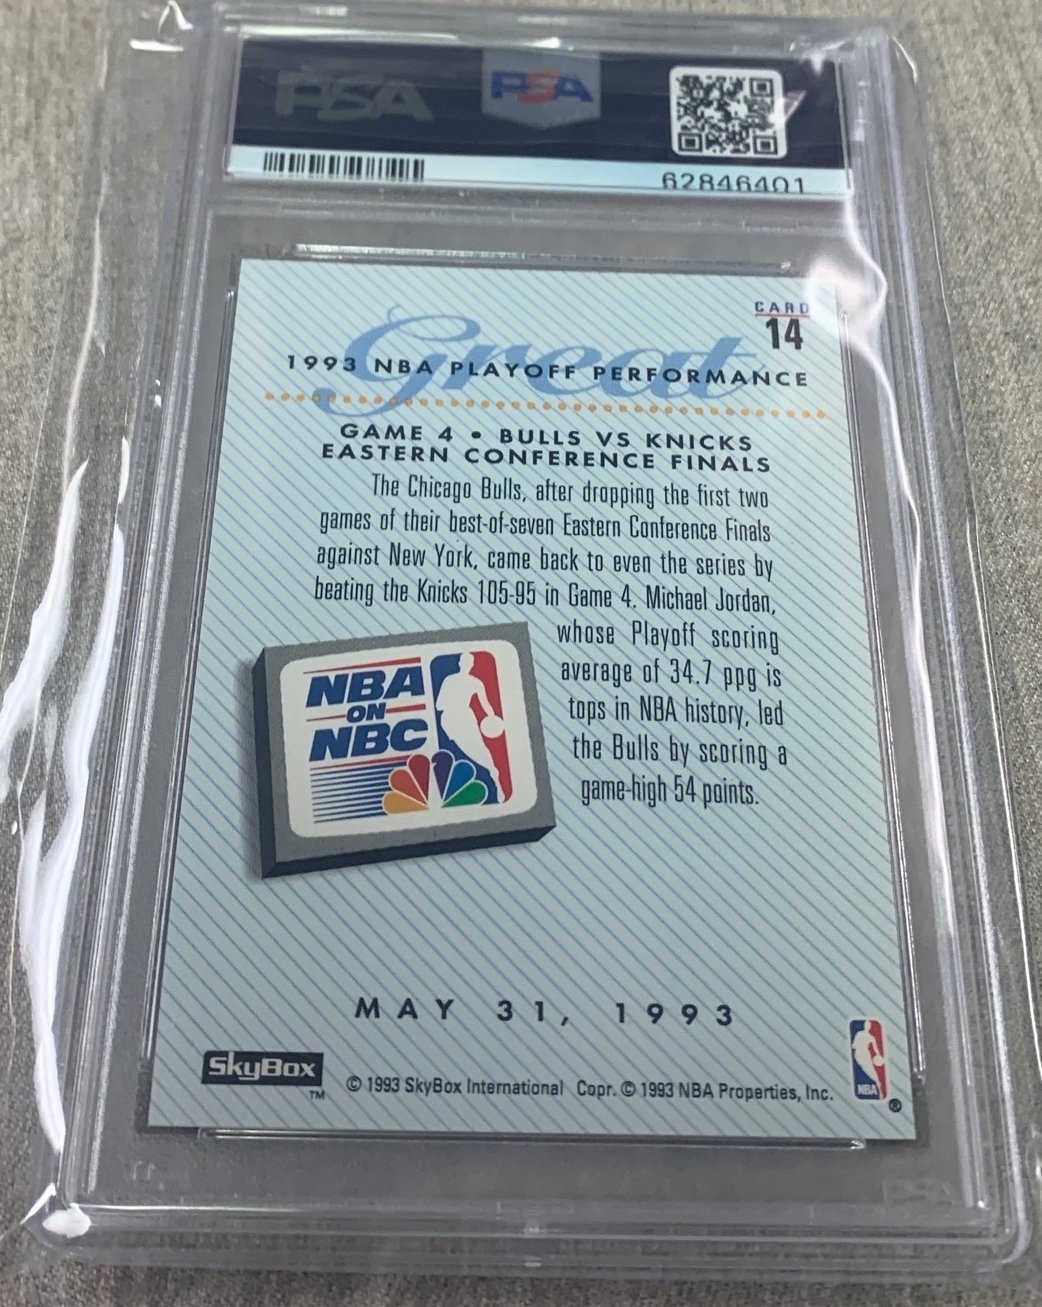 PSA PSA
62846401
CARD
14
Great
1993 NBA PLAYOFF PERFORMANCE
GAME 4 • BULLS VS KNICKS
EASTERN CONFERENCE FINALS
The Chicago Bulls, after dropping the first two
games of their best-of-seven Eastern Conference Finals
against New York, came back to even the series by
beating the Knicks 105-95 in Game 4. Michael Jordan,
whose Playoff scoring
average of 34.7 ppg is
tops in NBA history, led
the Bulls by scoring a
game-high 54 points.
NBA
ON
NBC
MAY 31, 1993
SkyBox
TM
© 1993 SkyBox International Copr. © 1993 NBA Properties, Inc.
NBA
®